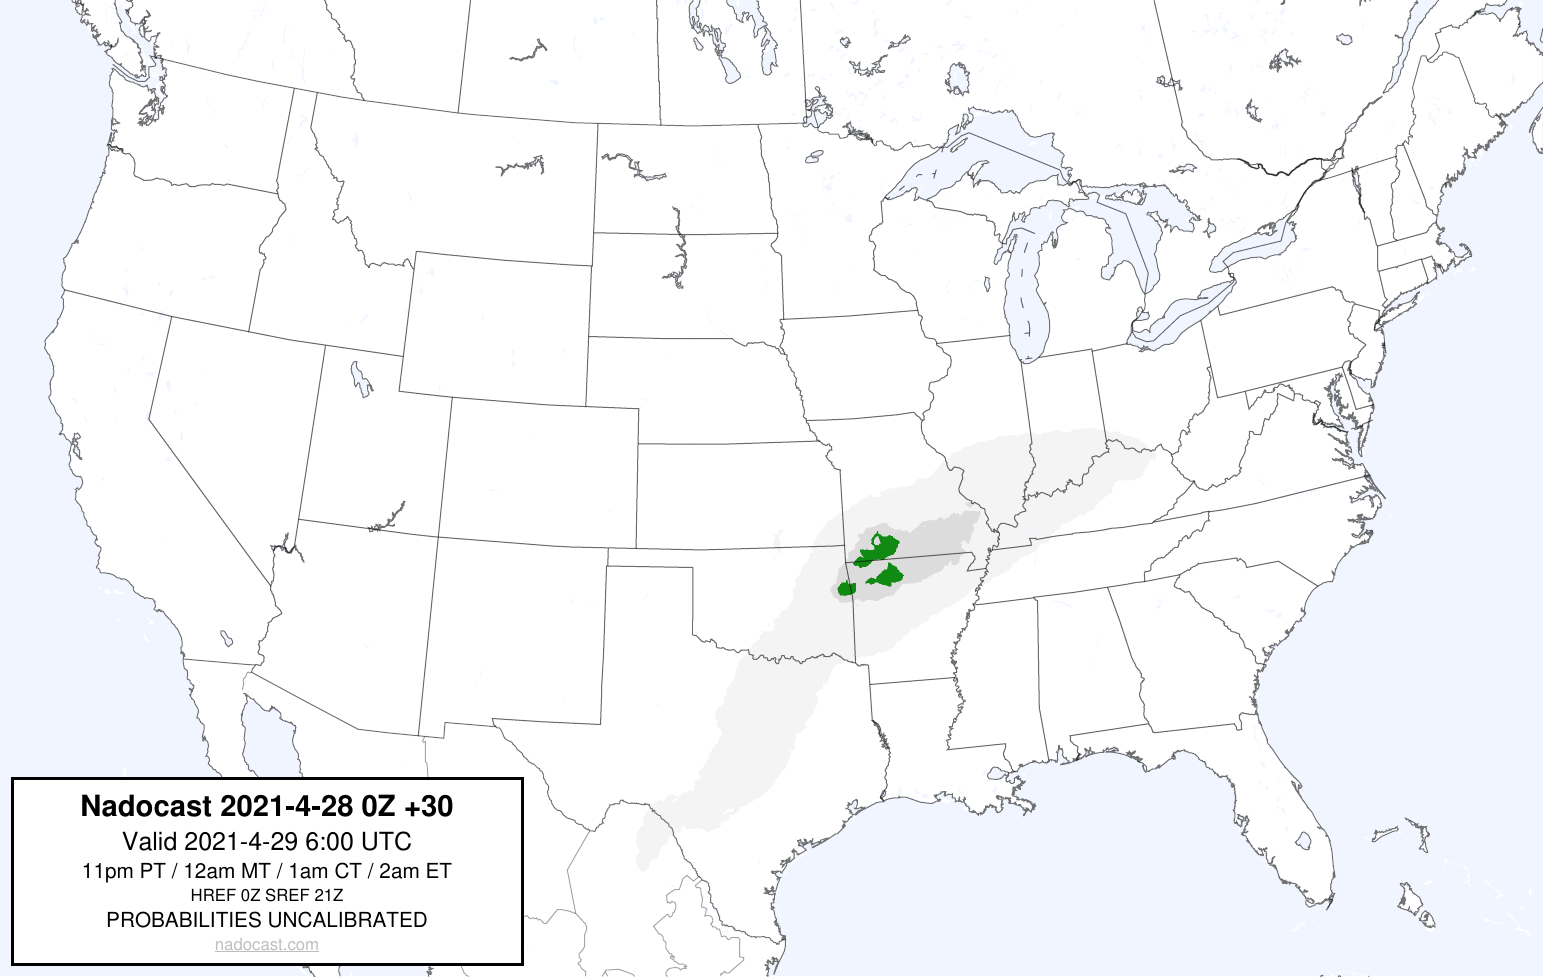 Nadocast 2021-4-28 0Z +30
Valid 2021-4-29 6:00 UTC
11pm PT / 12am MT / 1am CT / 2am ET
HREF 0Z SREF 21Z
PROBABILITIES UNCALIBRATED
nadocast.com